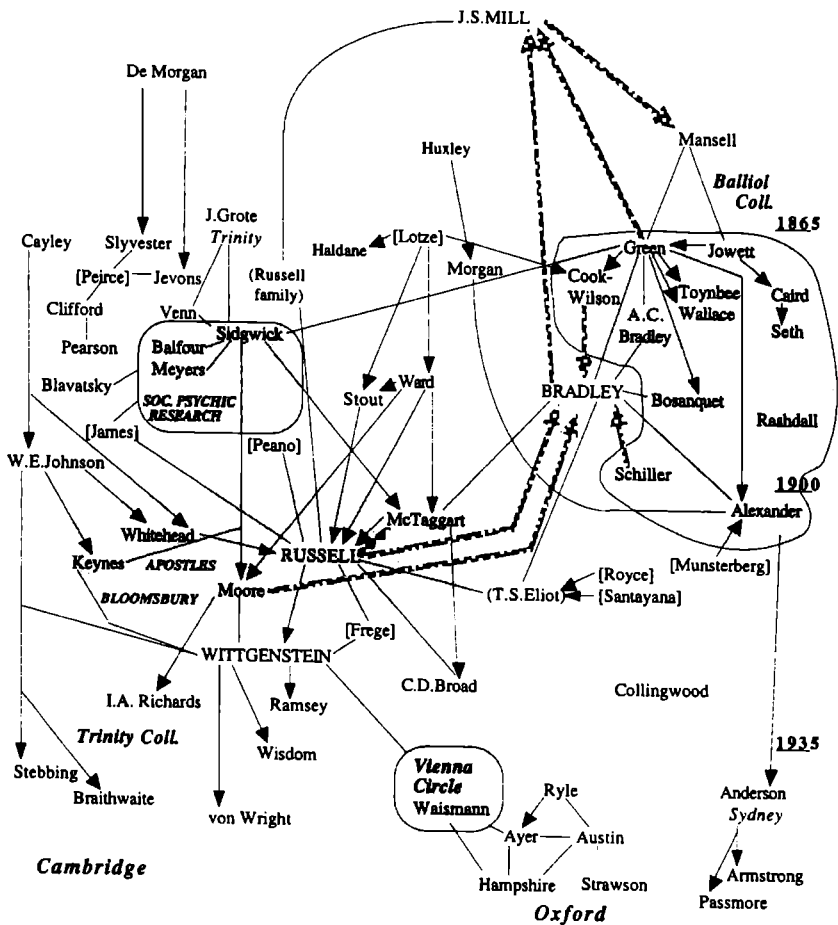 J.S.MILL
De Morgan
Huxley
Mansell
Balliol
Coll.
1865
J.Grote
Trinity
Cayley
Slyvester
[Peirce]
Jevons
Clifford
Pearson
Venn
(Russell
family)
Haldane
[Lotze]
Morgan
Green
Jowett
Cook-
Wilson
Toynbee
Wallace
Caird
Seth
A.C.
Bradley
Sidgwick
Balfour
Meyers
SOC. PSYCHIC
RESEARCH
Blavatsky
[James]
[Peano]
Stout
Ward
BRADLEY
Bosanquet
Rashdall
Schiller
1900
Alexander
[Munsterberg]
W.E.Johnson
Whitehead
McTaggart
RUSSELL
Keynes
APOSTLES
BLOOMSBURY
Moore
(T.S.Eliot)
[Royce]
[Santayana]
[Frege]
WITTGENSTEIN
I.A. Richards
Ramsey
C.D.Broad
Collingwood
Trinity Coll.
Wisdom
1935
Stebbing
Braithwaite
von Wright
Vienna
Circle
Waismann
Ryle
Ayer
Austin
Hampshire
Strawson
Anderson
Sydney
Armstrong
Passmore
Cambridge
Oxford